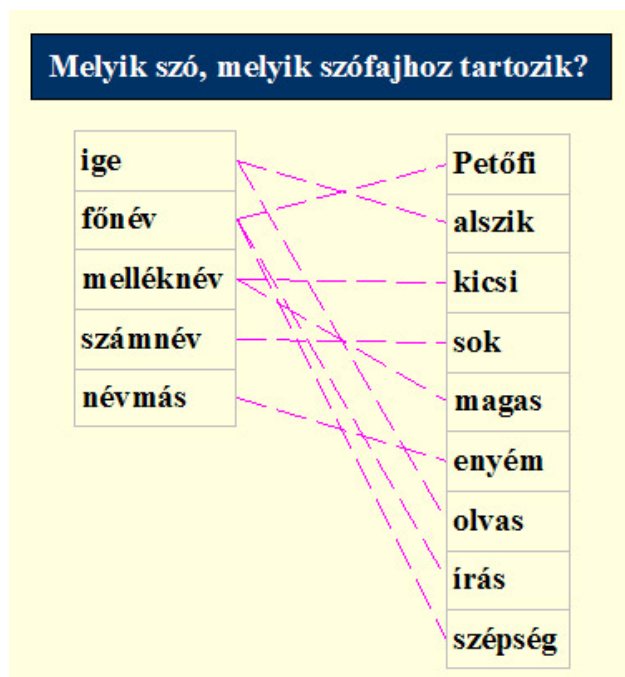 Melyik szó, melyik szófajhoz tartozik?
ige
főnév
melléknév
számnév
névmás
Petőfi
alszik
kicsi
sok
magas
enyém
olvas
írás
szépség